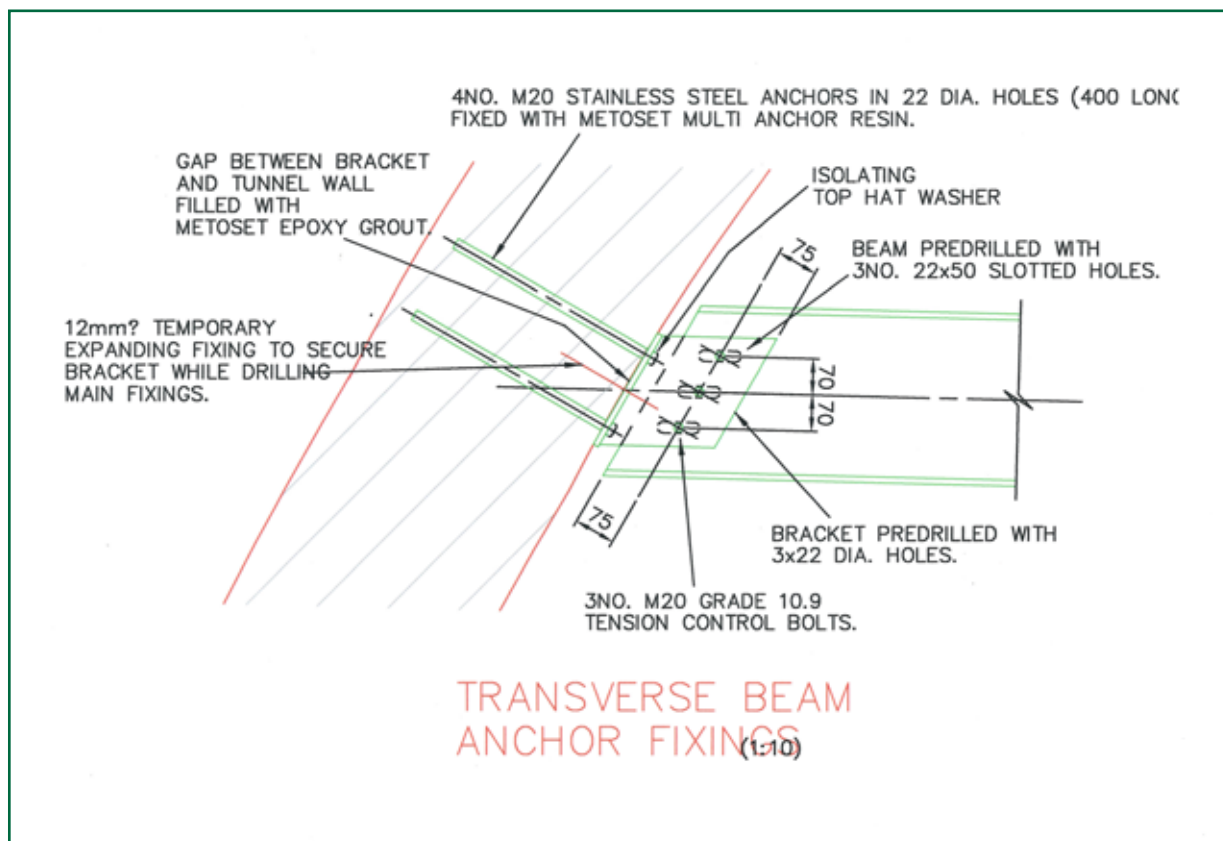 4NO. M20 STAINLESS STEEL ANCHORS IN 22 DIA. HOLES (400 LONG
FIXED WITH METOSET MULTI ANCHOR RESIN.
GAP BETWEEN BRACKET
AND TUNNEL WALL
FILLED WITH
METOSET EPOXY GROUT.
ISOLATING
TOP HAT WASHER
75
BEAM PREDRILLED WITH
3NO. 22x50 SLOTTED HOLES.
12mm? TEMPORARY
EXPANDING FIXING TO SECURE
BRACKET WHILE DRILLING
MAIN FIXINGS.
70
70
75
BRACKET PREDRILLED WITH
3x22 DIA. HOLES.
3NO. M20 GRADE 10.9
TENSION CONTROL BOLTS.
TRANSVERSE BEAM
ANCHOR FIXINGS
(1:10)